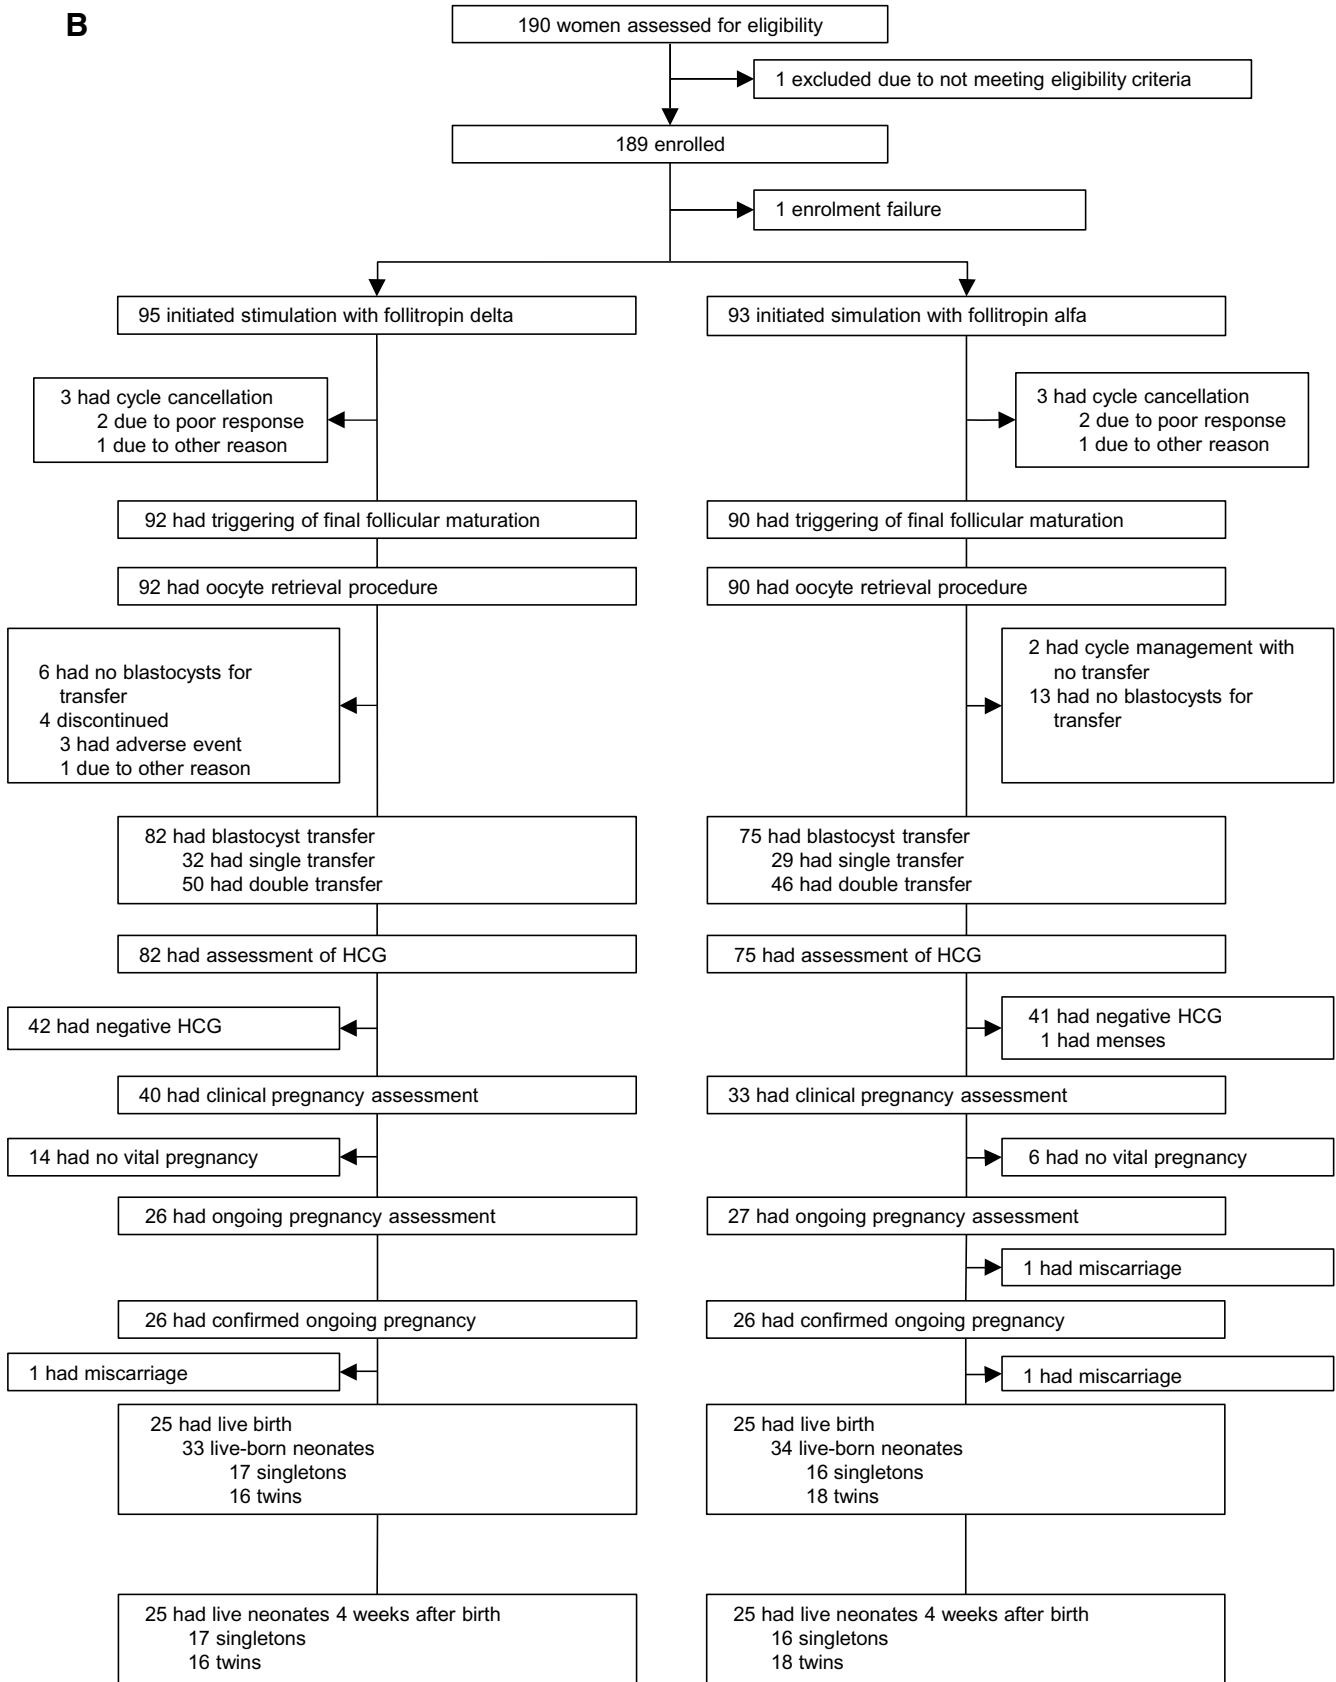 B
190 women assessed for eligibility
1 excluded due to not meeting eligibility criteria
189 enrolled
1 enrolment failure
95 initiated stimulation with follitropin delta
93 initiated simulation with follitropin alfa
3 had cycle cancellation
2 due to poor response
1 due to other reason
3 had cycle cancellation
2 due to poor response
1 due to other reason
92 had triggering of final follicular maturation
90 had triggering of final follicular maturation
92 had oocyte retrieval procedure
90 had oocyte retrieval procedure
6 had no blastocysts for
transfer
4 discontinued
3 had adverse event
1 due to other reason
2 had cycle management with
no transfer
13 had no blastocysts for
transfer
82 had blastocyst transfer
32 had single transfer
50 had double transfer
75 had blastocyst transfer
29 had single transfer
46 had double transfer
82 had assessment of HCG
75 had assessment of HCG
42 had negative HCG
41 had negative HCG
1 had menses
40 had clinical pregnancy assessment
33 had clinical pregnancy assessment
14 had no vital pregnancy
6 had no vital pregnancy
26 had ongoing pregnancy assessment
27 had ongoing pregnancy assessment
1 had miscarriage
26 had confirmed ongoing pregnancy
26 had confirmed ongoing pregnancy
1 had miscarriage
1 had miscarriage
25 had live birth
33 live-born neonates
17 singletons
16 twins
25 had live birth
34 live-born neonates
16 singletons
18 twins
25 had live neonates 4 weeks after birth
17 singletons
16 twins
25 had live neonates 4 weeks after birth
16 singletons
18 twins